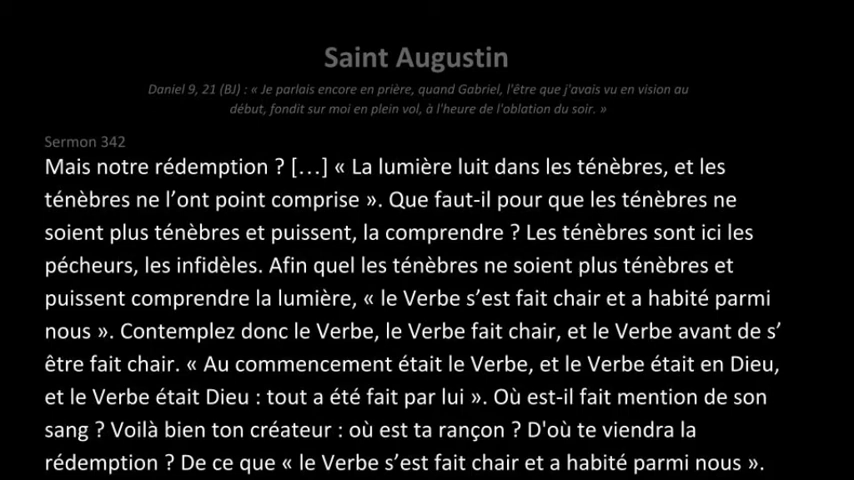 Saint Augustin
Daniel 9, 21 (BJ) : « Je parlais encore en prière, quand Gabriel, l'être que j'avais vu en vision au
début, fondit sur moi en plein vol, à l'heure de l'oblation du soir. »
Sermon 342
Mais notre rédemption ? […] « La lumière luit dans les ténèbres, et les
ténèbres ne l’ont point comprise ». Que faut-il pour que les ténèbres ne
soient plus ténèbres et puissent, la comprendre ? Les ténèbres sont ici les
pécheurs, les infidèles. Afin quel les ténèbres ne soient plus ténèbres et
puissent comprendre la lumière, « le Verbe s’est fait chair et a habité parmi
nous ». Contemplez donc le Verbe, le Verbe fait chair, et le Verbe avant de s’
être fait chair. « Au commencement était le Verbe, et le Verbe était en Dieu,
et le Verbe était Dieu : tout a été fait par lui ». Où est-il fait mention de son
sang ? Voilà bien ton créateur : où est ta rançon ? D'où te viendra la
rédemption ? De ce que « le Verbe s’est fait chair et a habité parmi nous ».